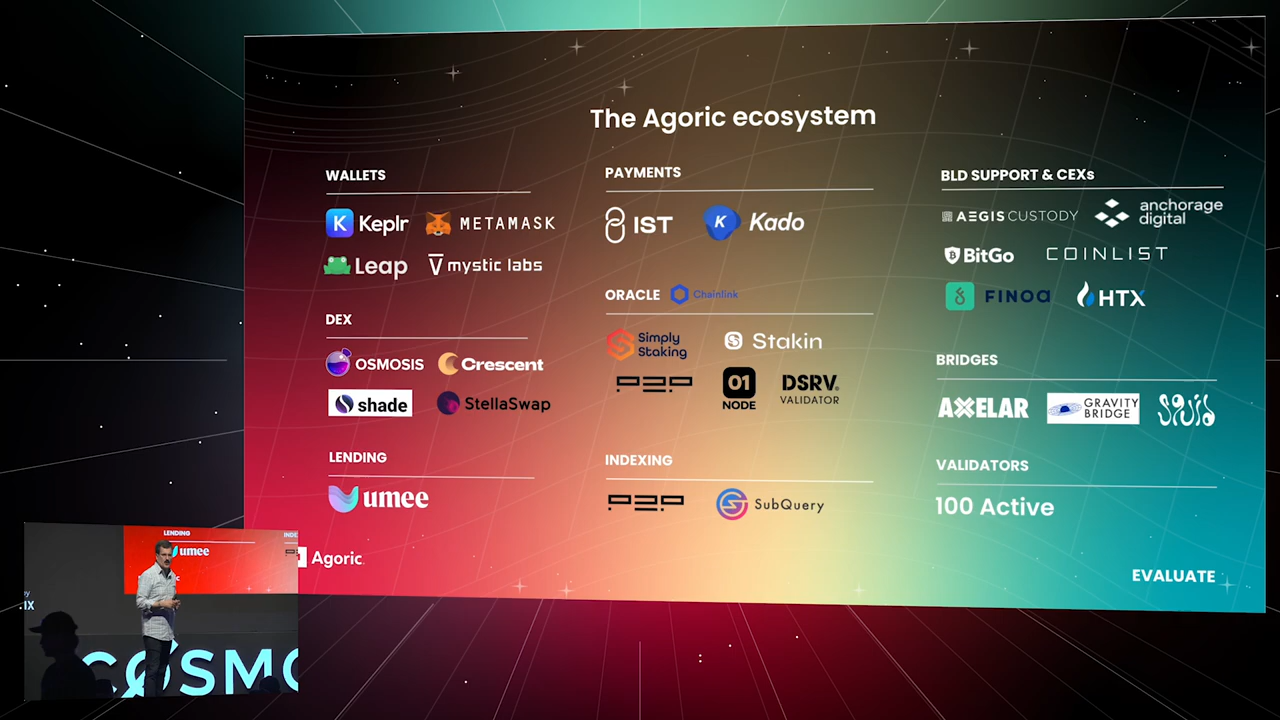 The Agoric ecosystem
WALLETS
K Keplr
METAMASK
Leap
mystic labs
DEX
OSMOSIS
Crescent
shade
StellaSwap
LENDING
umee
Agoric
PAYMENTS
IST
K Kado
ORACLE
Chainlink
Simply
Staking
Stakin
P2P
01
NODE
DSRV
VALIDATOR
INDEXING
P2P
SubQuery
BLD SUPPORT & CEXs
AEGIS CUSTODY
anchorage
digital
BitGo
COINLIST
FINOA
HTX
BRIDGES
AXELAR
GRAVITY
BRIDGE
squid
VALIDATORS
100 Active
EVALUATE
LENDING
umee
COSMO